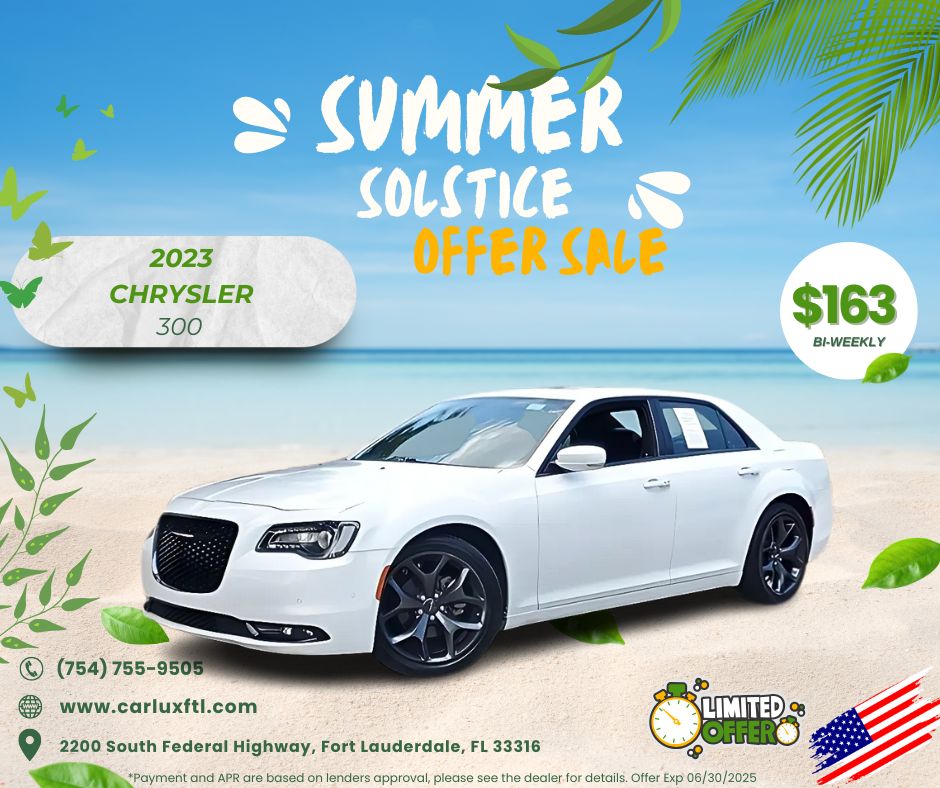 SUMMER
SOLSTICE
OFFER SALE
2023
CHRYSLER
300
$163
BI-WEEKLY
(754) 755-9505
www.carluxftl.com
2200 South Federal Highway, Fort Lauderdale, FL 33316
LIMITED
OFFER
*Payment and APR are based on lenders approval, please see the dealer for details. Offer Exp 06/30/2025